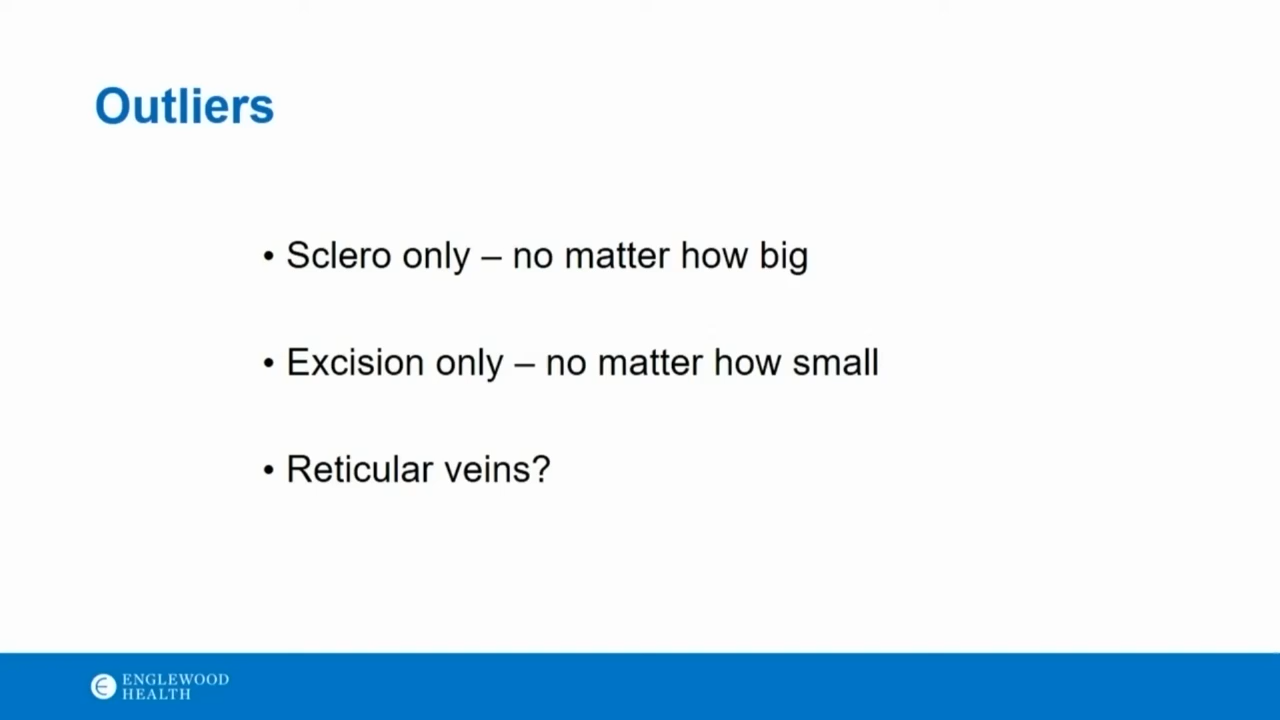 Outliers
• Sclero only – no matter how big
• Excision only – no matter how small
• Reticular veins?
ENGLEWOOD
HEALTH